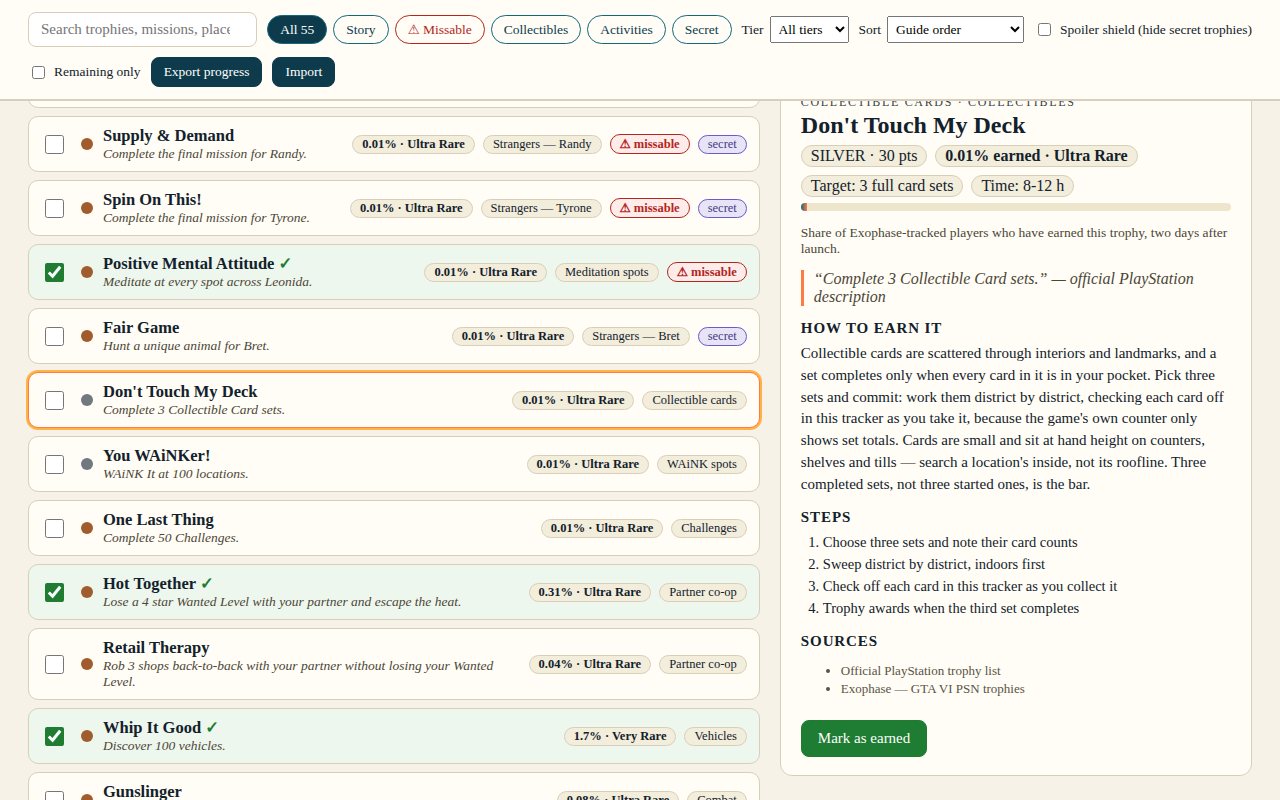 Search trophies, missions, place
All 55
Story
⚠ Missable
Collectibles
Activities
Secret
Tier
All tiers
Sort
Guide order
Spoiler shield (hide secret trophies)
Remaining only
Export progress
Import
Supply & Demand
Complete the final mission for Randy.
0.01% · Ultra Rare
Strangers — Randy
⚠ missable
secret
Spin On This!
Complete the final mission for Tyrone.
0.01% · Ultra Rare
Strangers — Tyrone
⚠ missable
secret
Positive Mental Attitude ✓
Meditate at every spot across Leonida.
0.01% · Ultra Rare
Meditation spots
⚠ missable
Fair Game
Hunt a unique animal for Bret.
0.01% · Ultra Rare
Strangers — Bret
secret
Don't Touch My Deck
Complete 3 Collectible Card sets.
0.01% · Ultra Rare
Collectible cards
You WAiNKer!
WAiNK It at 100 locations.
0.01% · Ultra Rare
WAiNK spots
One Last Thing
Complete 50 Challenges.
0.01% · Ultra Rare
Challenges
Hot Together ✓
Lose a 4 star Wanted Level with your partner and escape the heat.
0.31% · Ultra Rare
Partner co-op
Retail Therapy
Rob 3 shops back-to-back with your partner without losing your Wanted
Level.
0.04% · Ultra Rare
Partner co-op
Whip It Good ✓
Discover 100 vehicles.
1.7% · Very Rare
Vehicles
Gunslinger
0.08% · Ultra Rare
Combat
COLLECTIBLE CARDS · COLLECTIBLES
Don't Touch My Deck
SILVER · 30 pts
0.01% earned · Ultra Rare
Target: 3 full card sets
Time: 8-12 h
Share of Exophase-tracked players who have earned this trophy, two days after
launch.
“Complete 3 Collectible Card sets.” — official PlayStation
description
HOW TO EARN IT
Collectible cards are scattered through interiors and landmarks, and a
set completes only when every card in it is in your pocket. Pick three
sets and commit: work them district by district, checking each card off
in this tracker as you take it, because the game's own counter only
shows set totals. Cards are small and sit at hand height on counters,
shelves and tills — search a location's inside, not its roofline. Three
completed sets, not three started ones, is the bar.
STEPS
1. Choose three sets and note their card counts
2. Sweep district by district, indoors first
3. Check off each card in this tracker as you collect it
4. Trophy awards when the third set completes
SOURCES
• Official PlayStation trophy list
• Exophase — GTA VI PSN trophies
Mark as earned